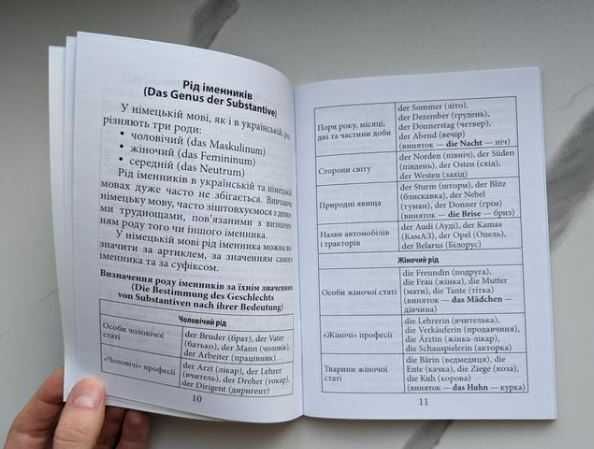 Рід іменників
(Das Genus der Substantive)
У німецькій мові, як і в українській, роз-
різняють три роди:
• чоловічий (das Maskulinum)
• жіночий (das Femininum)
• середній (das Neutrum)
Рід іменників в українській та німецькій
мовах дуже часто не збігається. Вивчаючи
німецьку мову, часто зіштовхуємося з деяки-
ми труднощами, пов'язаними з визначен-
ням роду того чи іншого іменника.
У німецькій мові рід іменника можна ви-
значити за артиклем, за значенням самого
іменника та за суфіксом.
Визначення роду іменників за їхнім значенням
(Die Bestimmung des Geschlechts
von Substantiven nach ihrer Bedeutung)
Чоловічий рід
Особи чоловічої
статі
der Bruder (брат), der Vater
(батько), der Mann (чоловік),
der Arbeiter (працівник)
«Чоловічі» професії
der Arzt (лікар), der Lehrer
(вчитель), der Dreher (токар),
der Dirigent (диригент)
10
Пори року, місяці,
дні та частини доби
der Sommer (літо),
der Dezember (грудень),
der Donnerstag (четвер),
der Abend (вечір)
(виняток — die Nacht — ніч)
Сторони світу
der Norden (північ), der Süden
(південь), der Osten (схід),
der Westen (захід)
Природні явища
der Sturm (шторм), der Blitz
(блискавка), der Nebel
(туман), der Donner (грім)
(виняток — die Brise — бриз)
Назви автомобілів
і тракторів
der Audi (Ауді), der Kamas
(КамАЗ), der Opel (Опель),
der Belarus (Білорус)
Жіночий рід
Особи жіночої статі
die Freundin (подруга),
die Frau (жінка), die Mutter
(мати), die Tante (тітка)
(виняток — das Mädchen —
дівчина)
«Жіночі» професії
die Lehrerin (вчителька),
die Verkäuferin (продавчиня),
die Ärztin (жінка-лікар),
die Schauspielerin (акторка)
Тварини жіночої
статі
die Bärin (ведмедиця), die
Ente (качка), die Ziege (коза),
die Kuh (корова)
(виняток — das Huhn — курка)
11